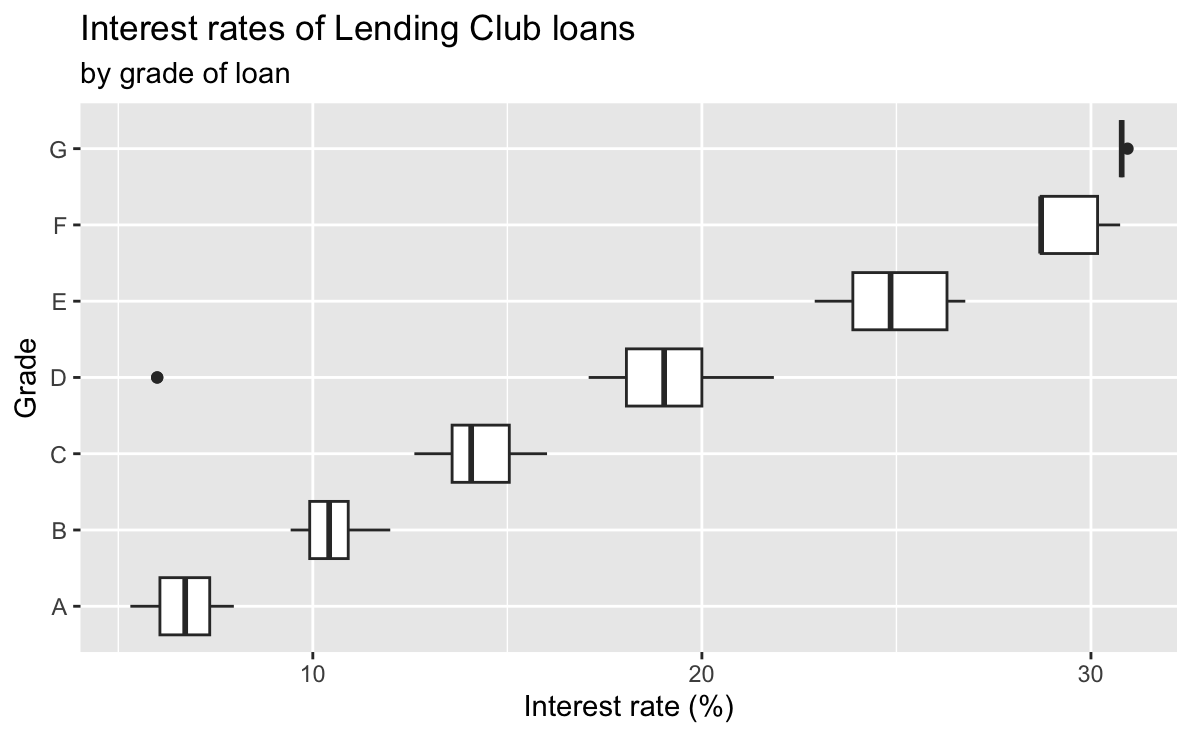 Interest rates of Lending Club loans
by grade of loan
G
F
E
D
C
B
A
Grade
10 20 30
Interest rate (%)